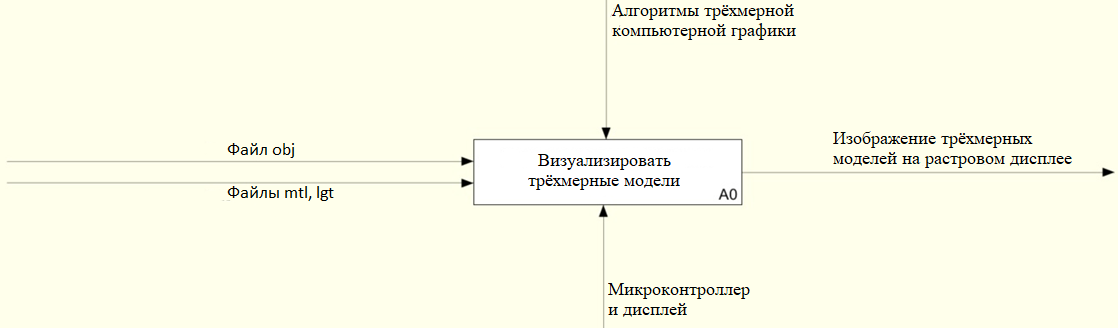 Алгоритмы трёхмерной
компьютерной графики
Файл obj
Файлы mtl, lgt
Визуализировать
трёхмерные модели
A0
Изображение трёхмерных
моделей на растровом дисплее
Микроконтроллер
и дисплей